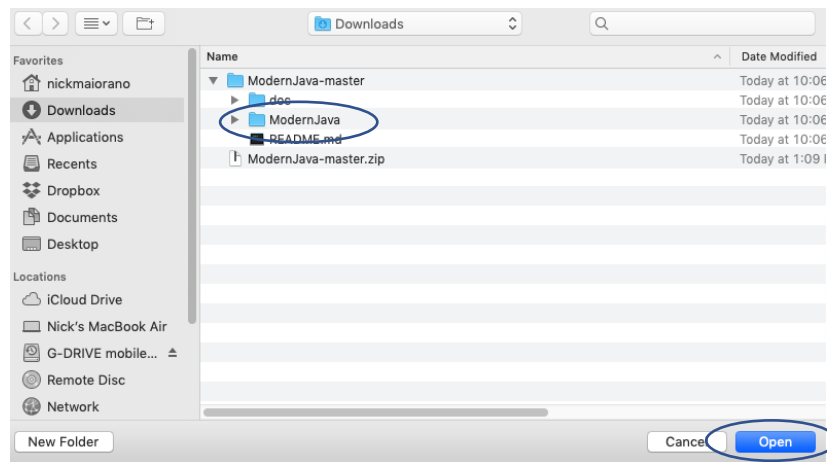 Downloads
Favorites
nickmaiorano
Downloads
Applications
Recents
Dropbox
Documents
Desktop
Locations
iCloud Drive
Nick's MacBook Air
G-DRIVE mobile...
Remote Disc
Network
Name
Date Modified
ModernJava-master
Today at 10:06
doc
Today at 10:06
ModernJava
Today at 10:06
README.md
Today at 10:06
ModernJava-master.zip
Today at 1:09
New Folder
Cancel
Open